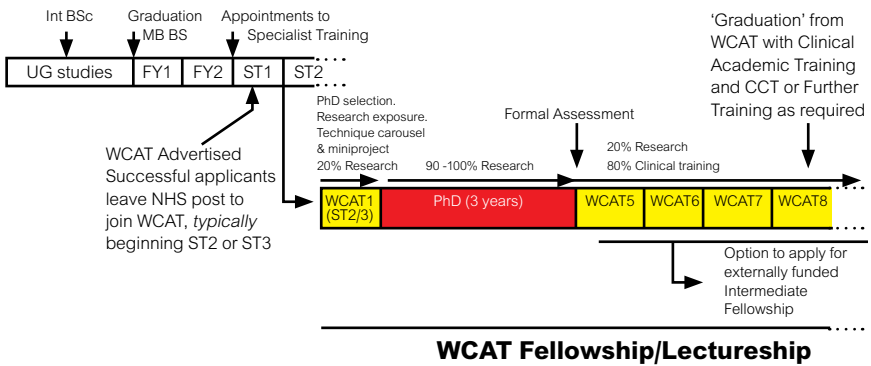 Int BSc
Graduation
MB BS
Appointments to
Specialist Training
UG studies
FY1
FY2
ST1
ST2
WCAT Advertised
Successful applicants
leave NHS post to
join WCAT, typically
beginning ST2 or ST3
PhD selection.
Research exposure.
Technique carousel
& miniproject
20% Research
90 -100% Research
Formal Assessment
20% Research
80% Clinical training
'Graduation' from
WCAT with Clinical
Academic Training
and CCT or Further
Training as required
WCAT1
(ST2/3)
PhD (3 years)
WCAT5
WCAT6
WCAT7
WCAT8
Option to apply for
externally funded
Intermediate
Fellowship
WCAT Fellowship/Lectureship